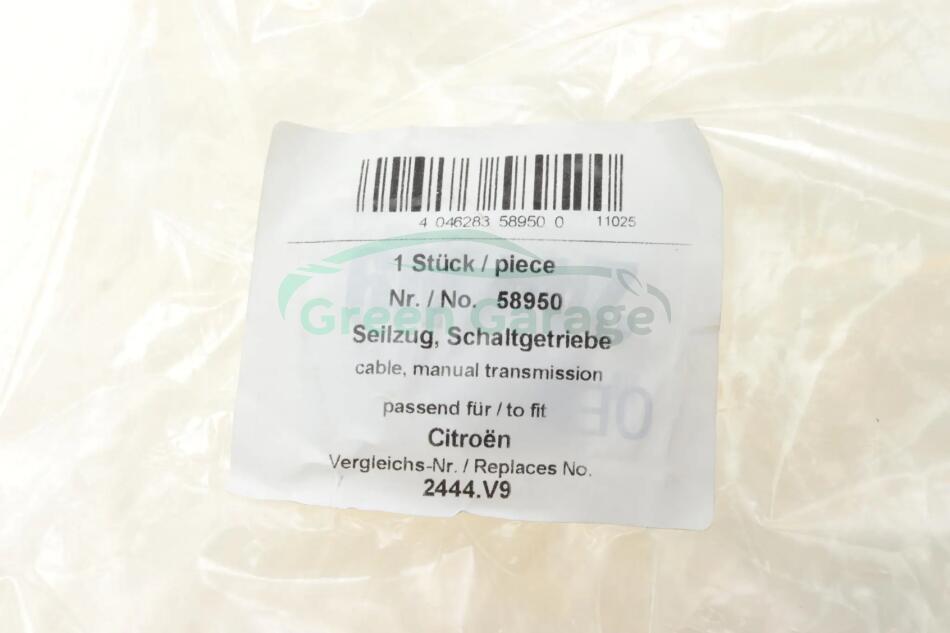 4 046283 58950 0 11025
1 Stück / piece
Nr. / No. 58950
Green Garage
Seilzug, Schaltgetriebe
cable, manual transmission
passend für / to fit
OE
Citroën
Vergleichs-Nr. / Replaces No.
2444.V9